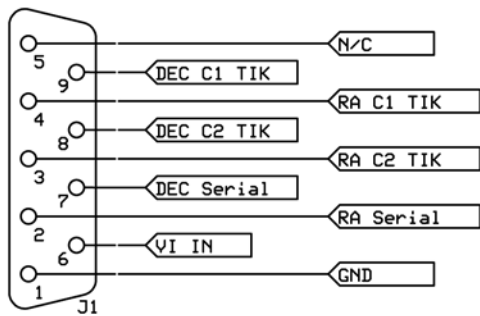 5 N/C
9 DEC C1 TIK
4 RA C1 TIK
8 DEC C2 TIK
3 RA C2 TIK
7 DEC Serial
2 RA Serial
6 VI IN
1 GND
J1